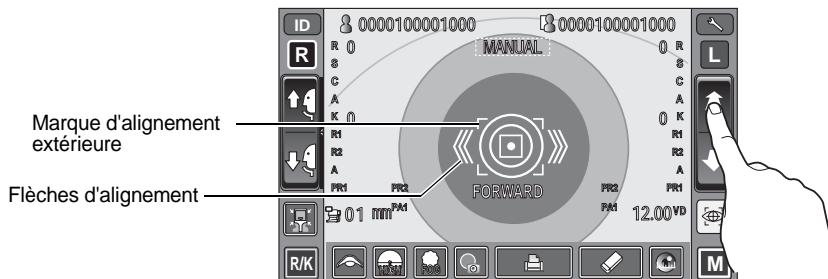 ID 0000100001000 0000100001000
R R 0 MANUAL 0 R L
S S
C C
A A
K 0 0 K
R1 R1
R2 R2
A A
PR1 PR2 PR2 PR1
FORWARD
01 mm PA1 PA1 12.00 VD
R/K FOG M
Marque d'alignement
extérieure
Flèches d'alignement